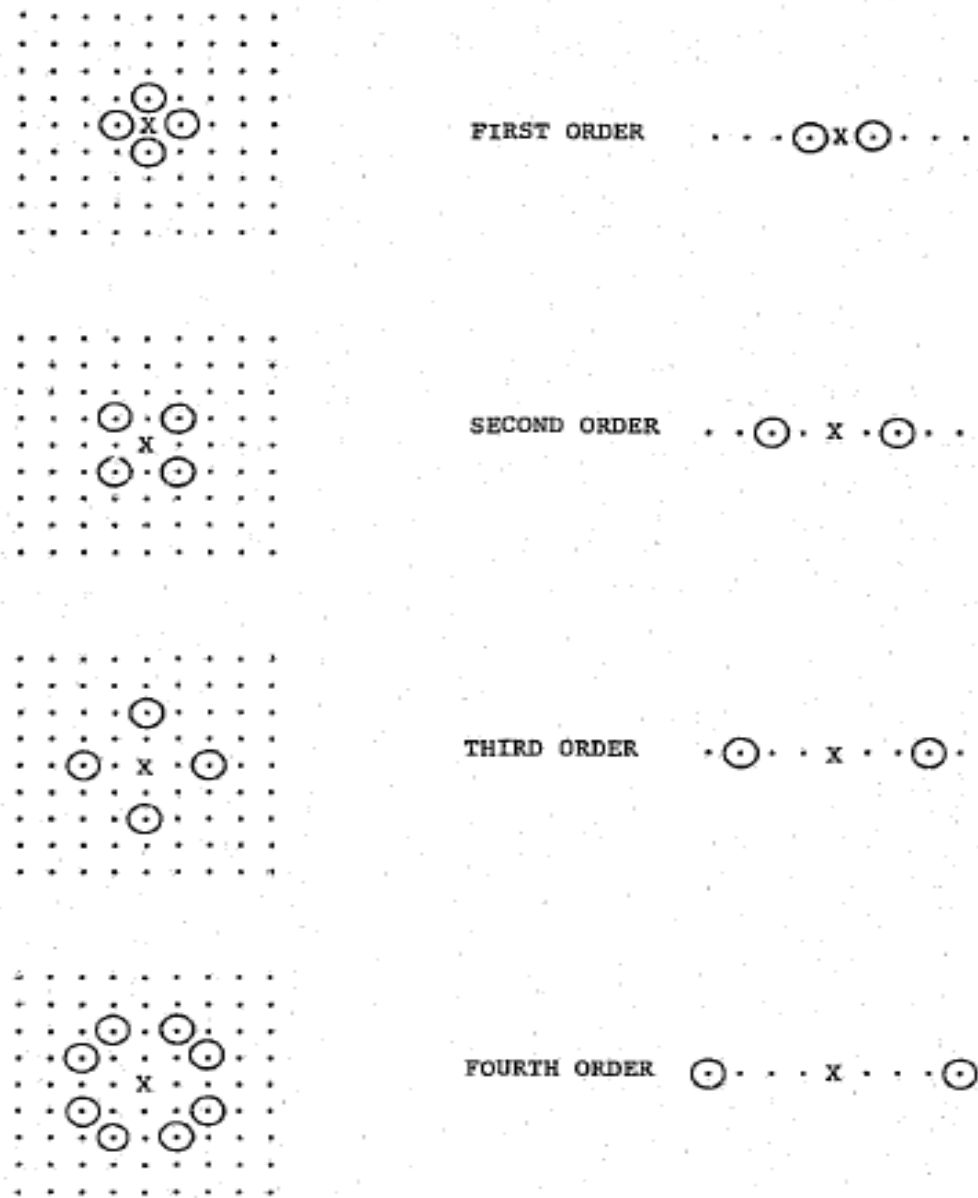 X
FIRST ORDER X
X
SECOND ORDER X
X
THIRD ORDER X
X
FOURTH ORDER X